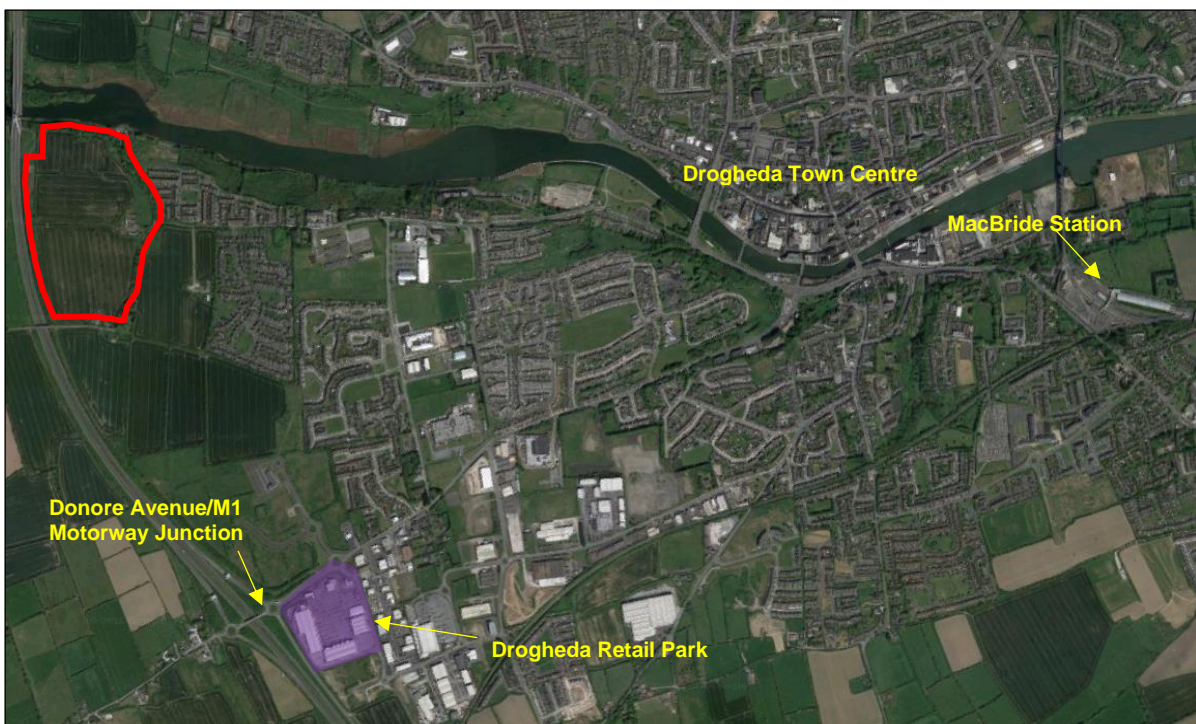 Drogheda Town Centre
MacBride Station
Donore Avenue/M1
Motorway Junction
Drogheda Retail Park